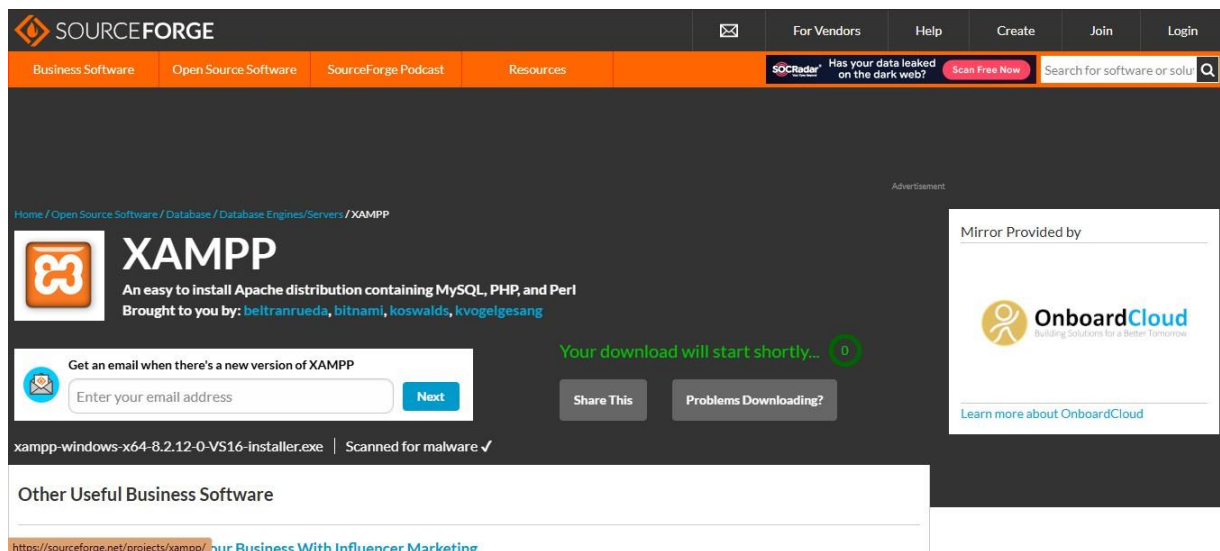 SOURCEFORGE
For Vendors Help Create Join Login
Business Software Open Source Software SourceForge Podcast Resources
SOCRadar Has your data leaked on the dark web? Scan Free Now Search for software or solu
Advertisement
Home / Open Source Software / Database / Database Engines/Servers / XAMPP
XAMPP
An easy to install Apache distribution containing MySQL, PHP, and Perl
Brought to you by: beltranrueda, bitnami, koswalds, kvogelgesang
Mirror Provided by
OnboardCloud
Building Solutions for a Better Tomorrow
Learn more about OnboardCloud
Get an email when there's a new version of XAMPP
Enter your email address Next
Your download will start shortly... 0
Share This Problems Downloading?
xampp-windows-x64-8.2.12-0-VS16-installer.exe | Scanned for malware ✓
Other Useful Business Software
https://sourceforge.net/projects/xampp/ our Business With Influencer Marketing